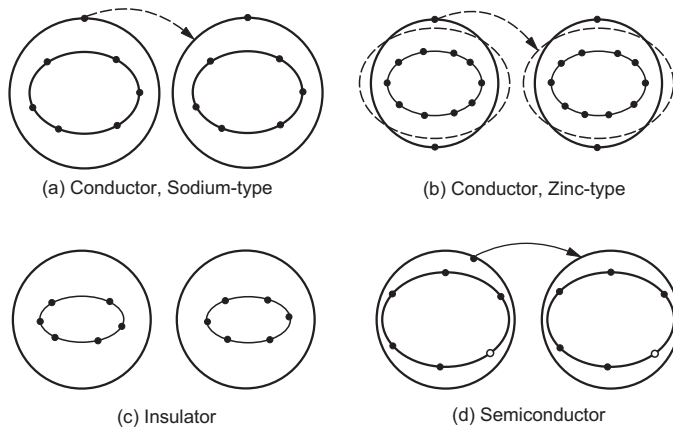 (a) Conductor, Sodium-type
(b) Conductor, Zinc-type
(c) Insulator
(d) Semiconductor